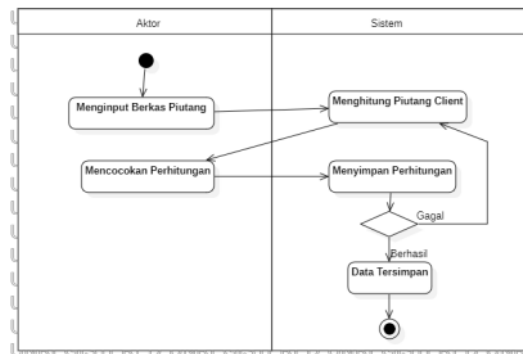 Aktor
Sistem
Menginput Berkas Piutang
Menghitung Piutang Client
Mencocokan Perhitungan
Menyimpan Perhitungan
Gagal
Berhasil
Data Tersimpan